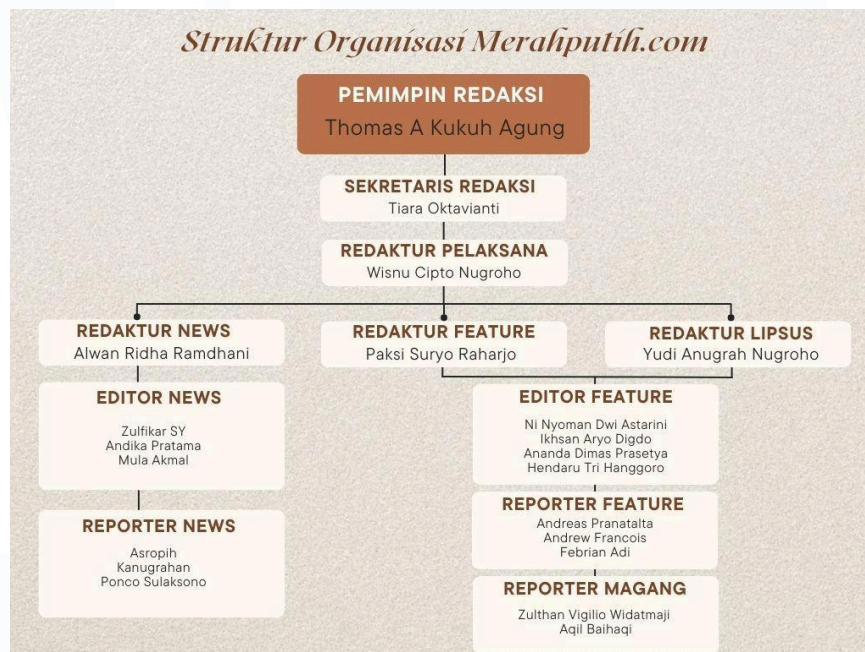 Struktur Organisasi Merahputih.com
PEMIMPIN REDAKSI
Thomas A Kukuh Agung
SEKRETARIS REDAKSI
Tiara Oktavianti
REDAKTUR PELAKSANA
Wisnu Cipto Nugroho
REDAKTUR NEWS
Alwan Ridha Ramdhani
REDAKTUR FEATURE
Paksi Suryo Raharjo
REDAKTUR LIPSUS
Yudi Anugrah Nugroho
EDITOR NEWS
Zulfikar SY
Andika Pratama
Mula Akmal
EDITOR FEATURE
Ni Nyoman Dwi Astarini
Ikhsan Aryo Digdo
Ananda Dimas Prasetya
Hendaru Tri Hanggoro
REPORTER NEWS
Asropih
Kanugrahan
Ponco Sulaksono
REPORTER FEATURE
Andreas Pranatalta
Andrew Francois
Febrian Adi
REPORTER MAGANG
Zulthan Vigilio Widatmaji
Aqil Baihaqi